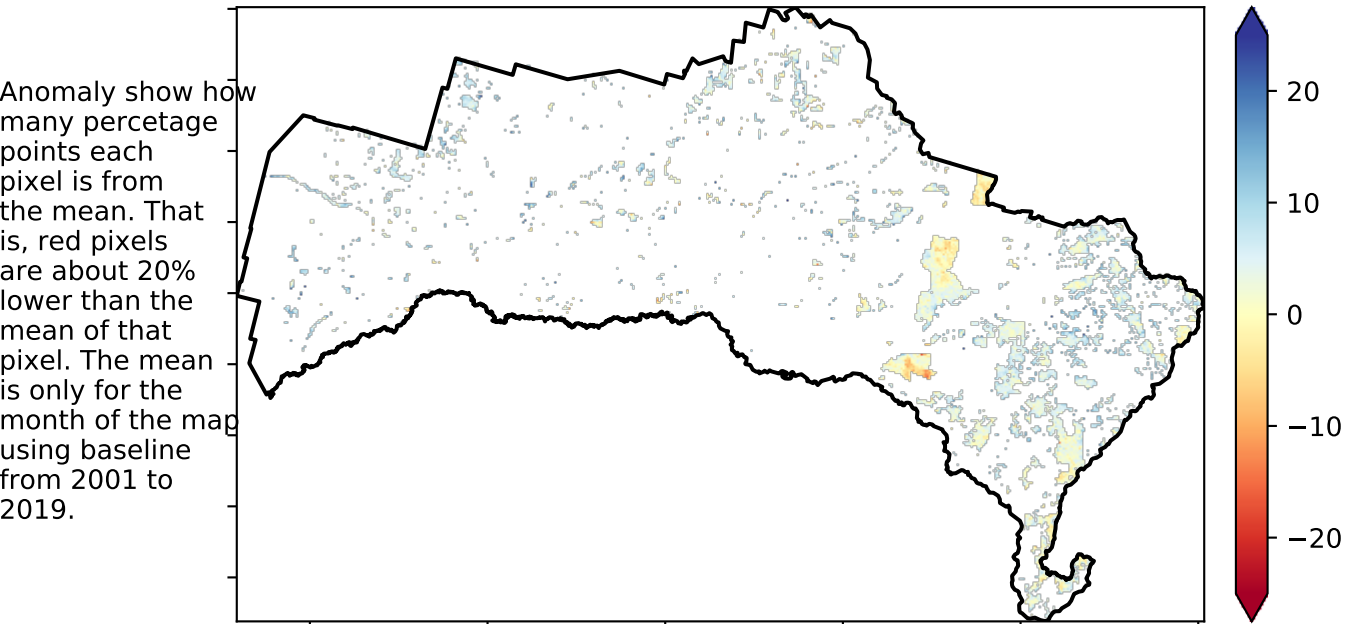 Anomaly show how
many percetage
points each
pixel is from
the mean. That
is, red pixels
are about 20%
lower than the
mean of that
pixel. The mean
is only for the
month of the map
using baseline
from 2001 to
2019.
20
10
0
−10
−20